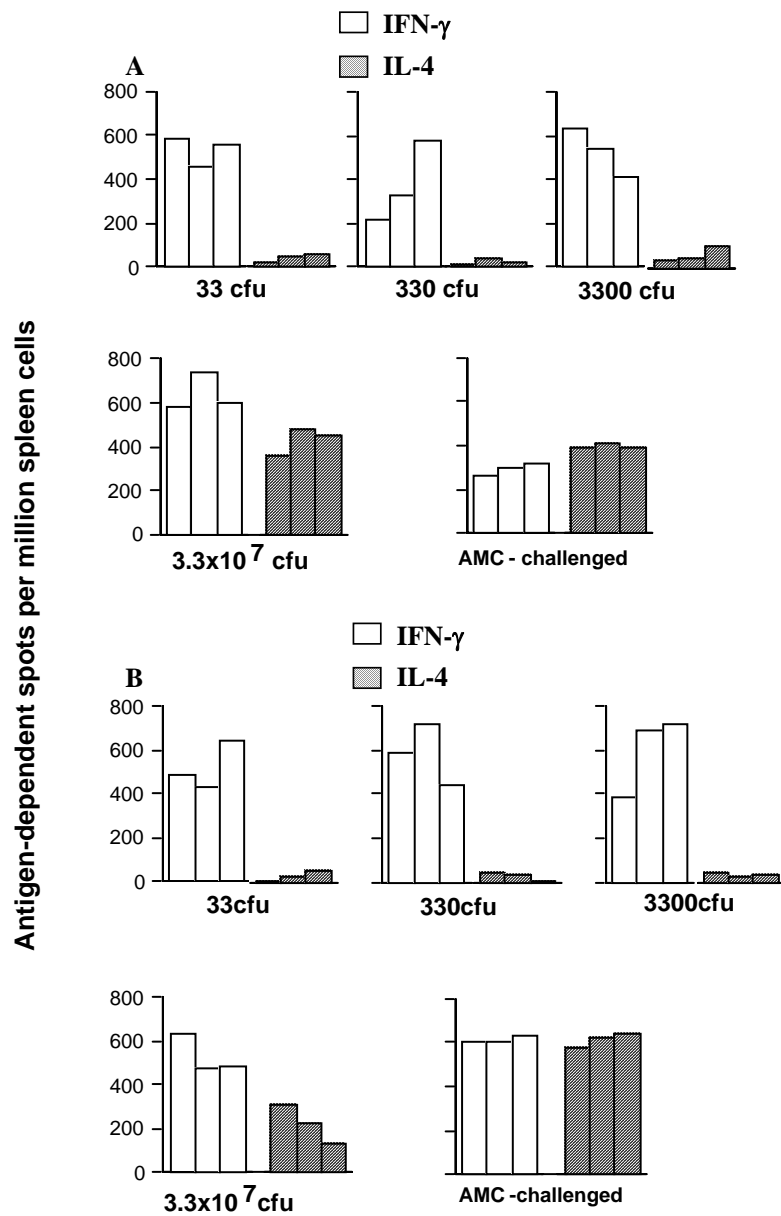 IFN-γ
IL-4
A
Antigen-dependent spots per million spleen cells
800
600
400
200
0
33 cfu
330 cfu
3300 cfu
800
600
400
200
0
3.3x10 7 cfu
AMC - challenged
IFN-γ
IL-4
B
800
600
400
200
0
33cfu
330cfu
3300cfu
800
600
400
200
0
3.3x10 7 cfu
AMC -challenged